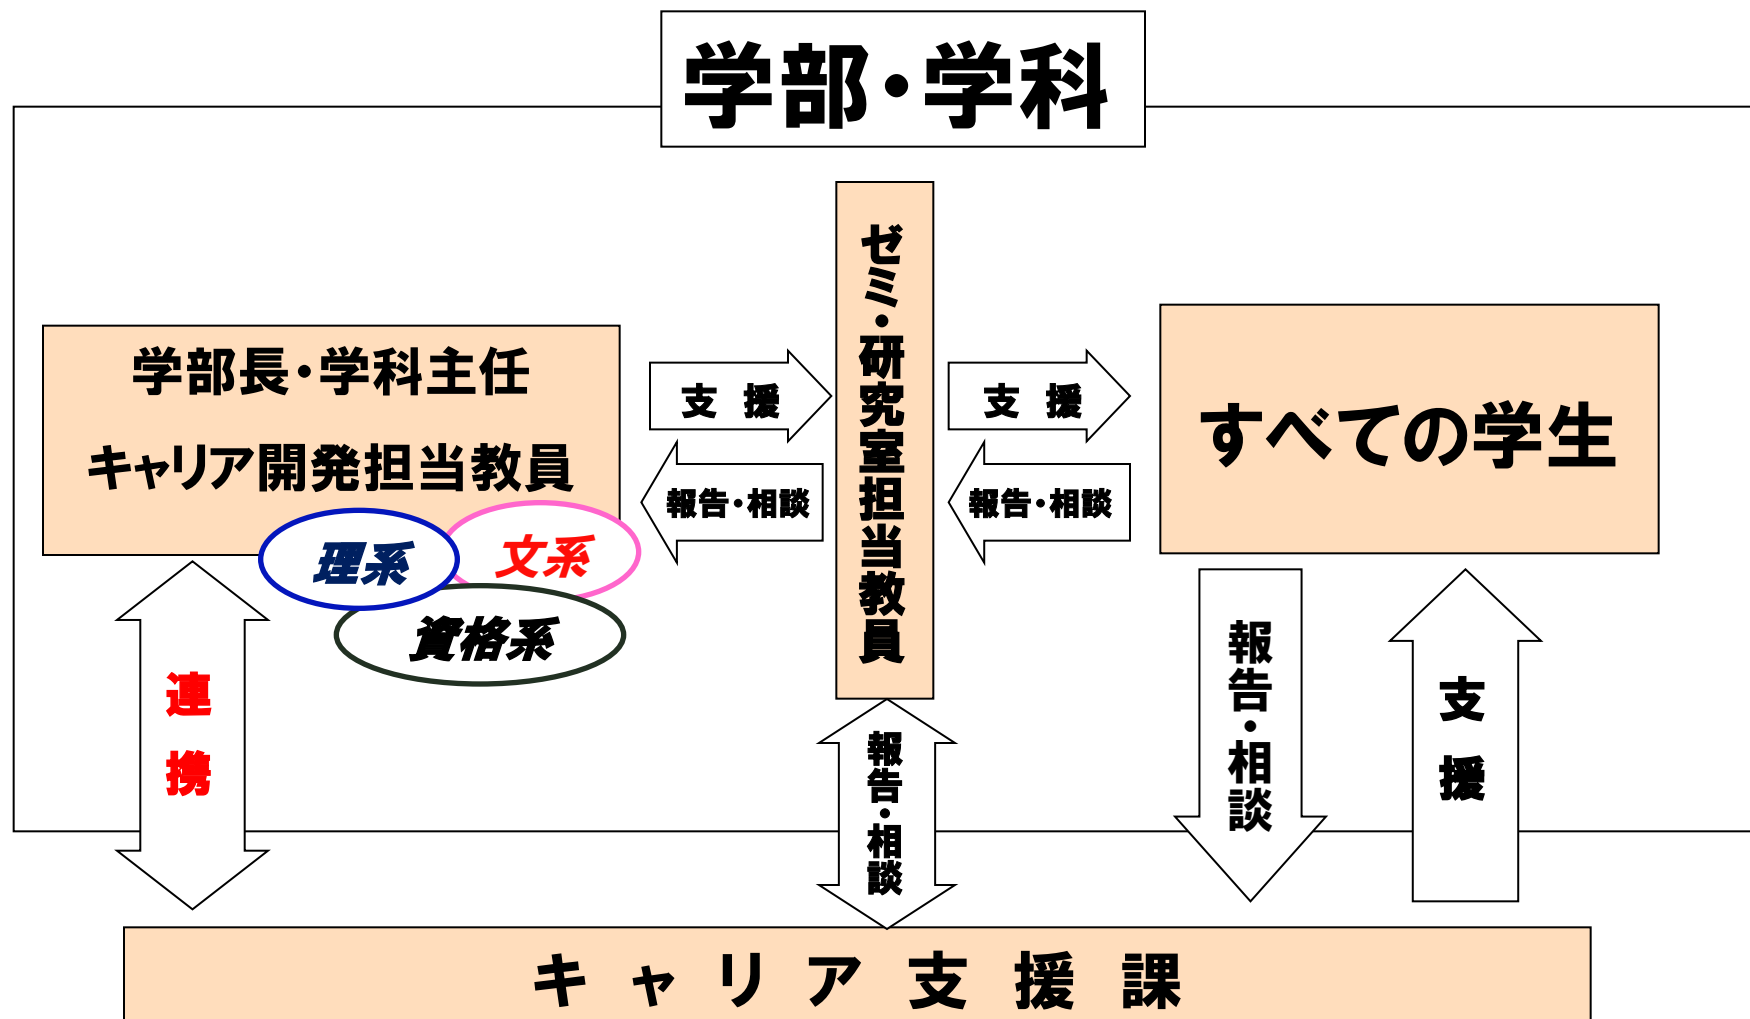 学部・学科
学部長・学科主任
キャリア開発担当教員
理系
文系
資格系
支 援
報告・相談
ゼミ・研究室担当教員
支 援
報告・相談
すべての学生
連 携
報告・相談
報告・相談
支 援
キャリア支援課